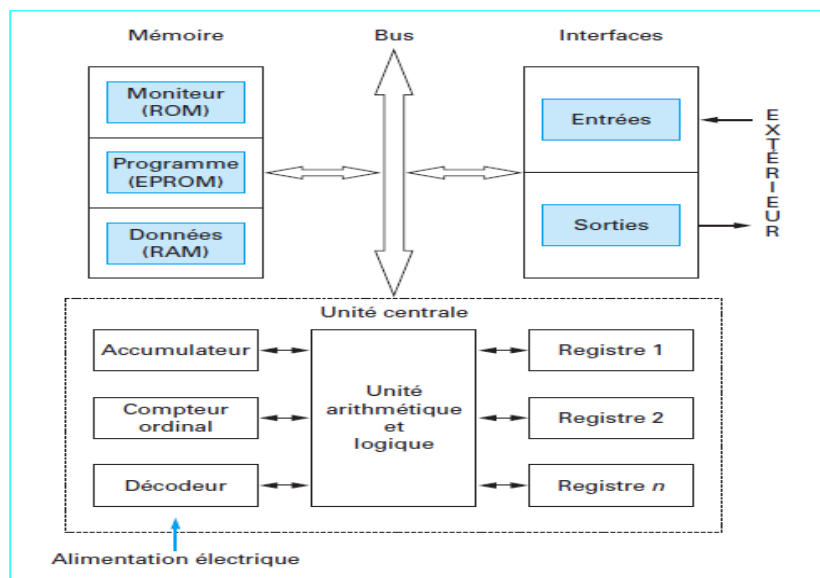 Mémoire
Bus
Interfaces
Moniteur
(ROM)
Programme
(EPROM)
Données
(RAM)
Entrées
Sorties
EXTÉRIEUR
Unité centrale
Accumulateur
Compteur
ordinal
Décodeur
Unité
arithmétique
et
logique
Registre 1
Registre 2
Registre n
Alimentation électrique